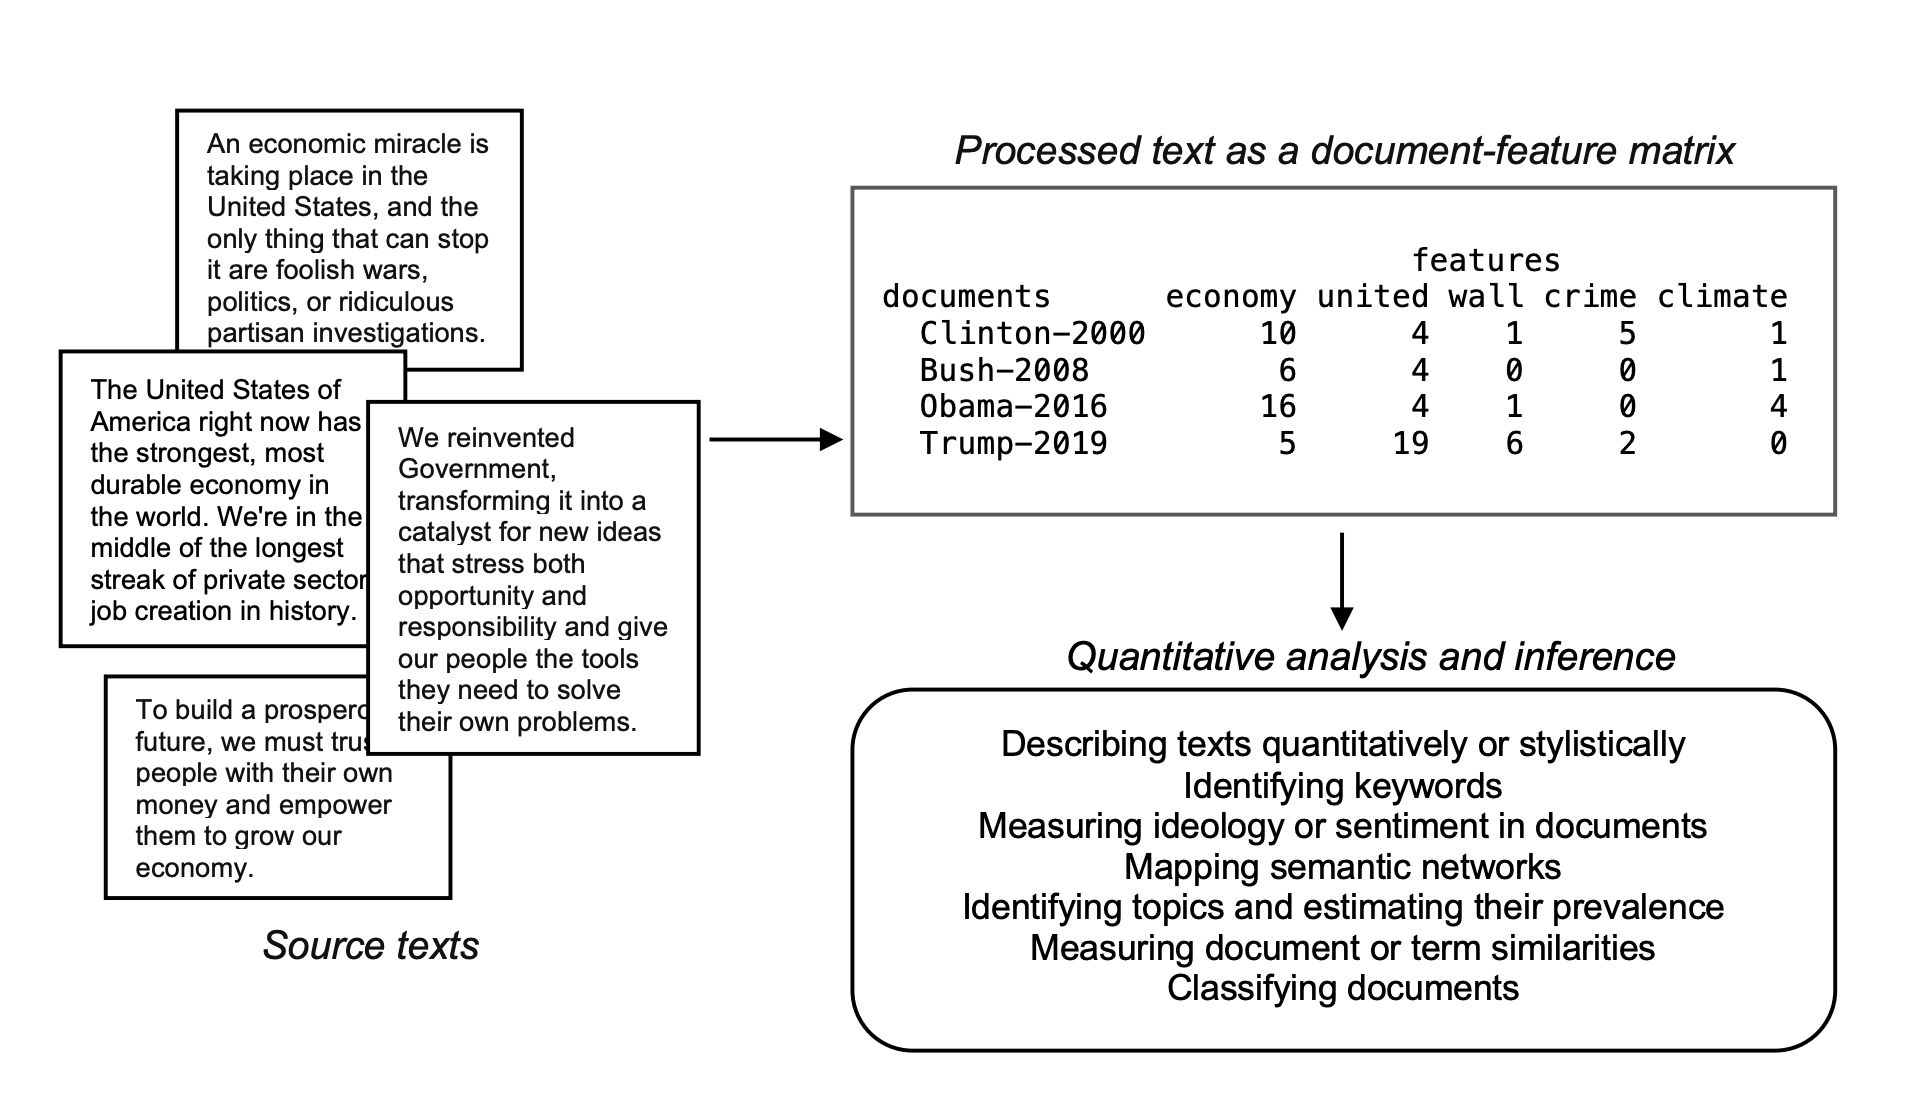 An economic miracle is
taking place in the
United States, and the
only thing that can stop
it are foolish wars,
politics, or ridiculous
partisan investigations.
The United States of
America right now has
the strongest, most
durable economy in
the world. We're in the
middle of the longest
streak of private sector
job creation in history.
We reinvented
Government,
transforming it into a
catalyst for new ideas
that stress both
opportunity and
responsibility and give
our people the tools
they need to solve
their own problems.
To build a
future, we must
people with their own
money and empower
them to grow our
economy.
Source texts
Processed text as a document-feature matrix
features
documents economy united wall crime climate
Clinton-2000 10 4 1 5 1
Bush-2008 6 4 0 0 1
Obama-2016 16 4 1 0 4
Trump-2019 5 19 6 2 0
Quantitative analysis and inference
Describing texts quantitatively or stylistically
Identifying keywords
Measuring ideology or sentiment in documents
Mapping semantic networks
Identifying topics and estimating their prevalence
Measuring document or term similarities
Classifying documents